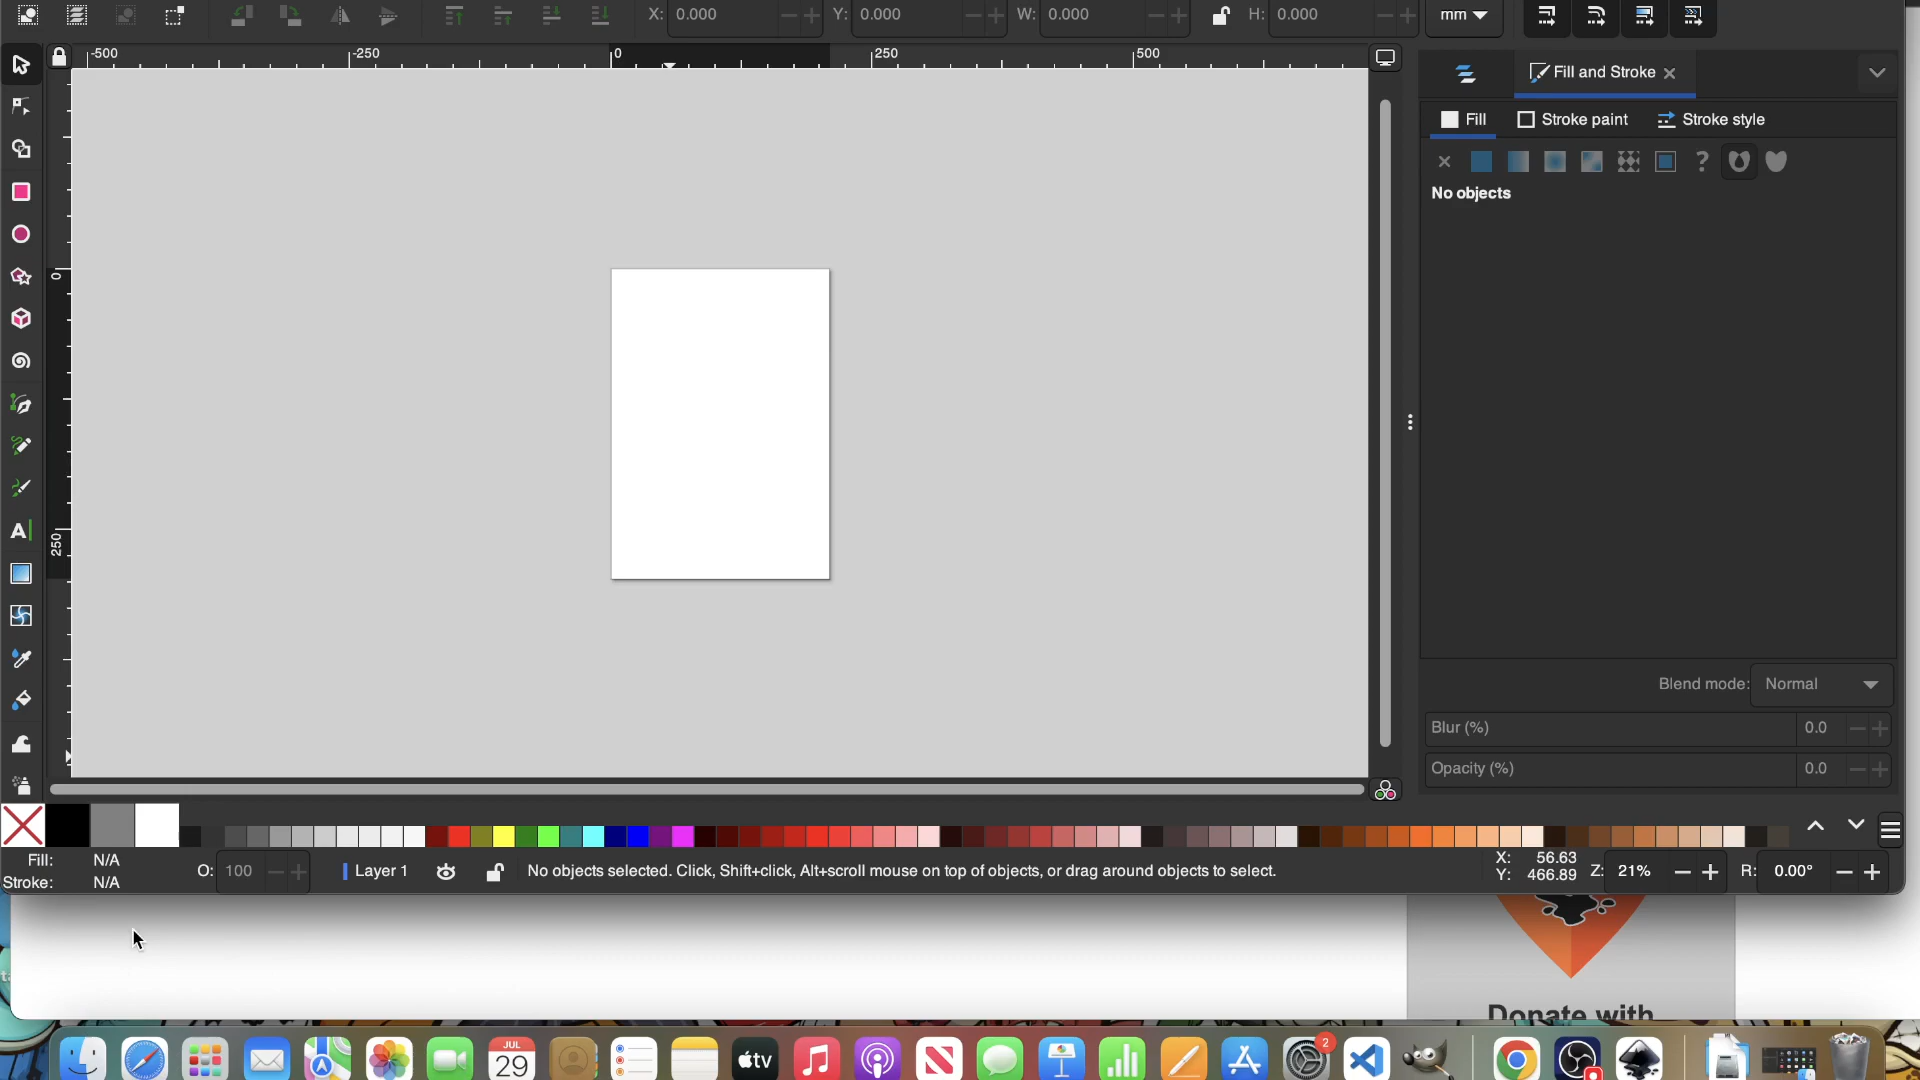 X: 0.000 Y: 0.000 W: 0.000 H: 0.000 mm
-500 -250 0 250 500
Fill and Stroke
Fill Stroke paint Stroke style
?
No objects
0
250
A
Blend mode: Normal
Blur (%) 0.0
Opacity (%) 0.0
Fill: N/A
Stroke: N/A
O: 100
Layer 1
No objects selected. Click, Shift+click, Alt+scroll mouse on top of objects, or drag around objects to select.
X: 56.63
Y: 466.89
Z: 21%
R: 0.00°
Donate with
JUL
29
tv
2